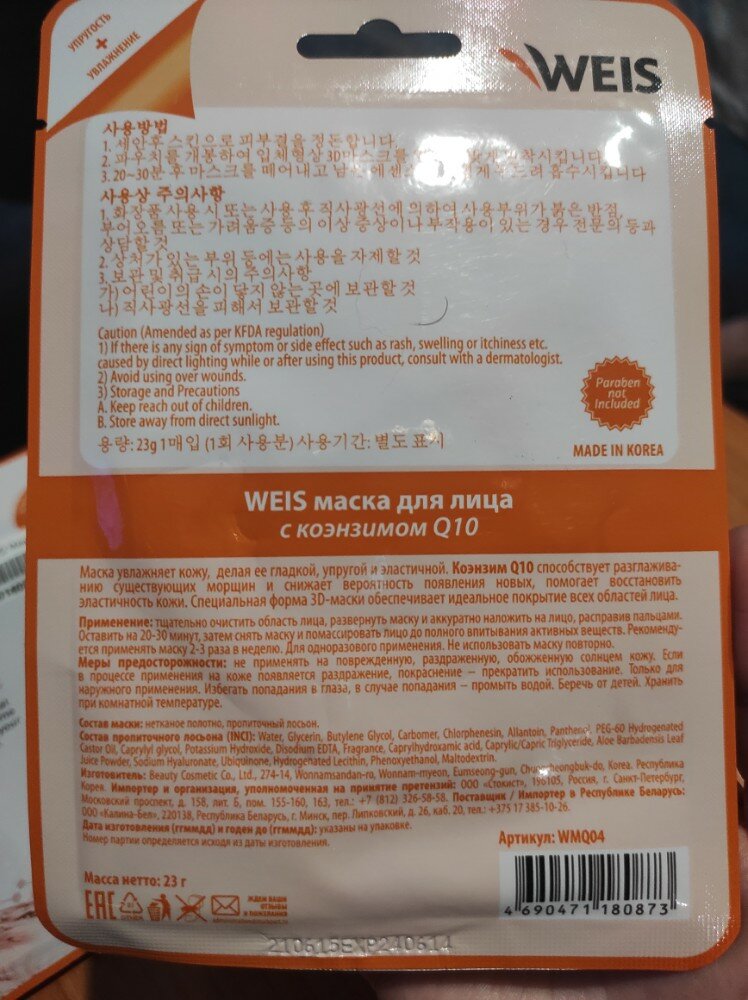 УПРУГОСТЬ
+
УВЛАЖНЕНИЕ
WEIS
사용방법
1. 세안후 스킨으로 피부결을 정돈합니다.
2. 파우치를 개봉하여 입체형상 3D마스크를 맞게 밀착시킵니다.
3. 20~30분 후 마스크를 떼어내고 남은 에센 두드려 흡수시킵니다
사용상 주의사항
1. 화장품 사용 시 또는 사용 후 직사광선에 의하여 사용부위가 붉은 반점,
부어오름 또는 가려움증 등의 이상 증상이나 부작용이 있는 경우 전문의 등과
상담할 것
2. 상처가 있는 부위 등에는 사용을 자제할 것
3. 보관 및 취급 시의 주의사항
가) 어린이의 손이 닿지 않는 곳에 보관할 것
나) 직사광선을 피해서 보관할 것
Caution (Amended as per KFDA regulation)
1) If there is any sign of symptom or side effect such as rash, swelling or itchiness etc.
caused by direct lighting while or after using this product, consult with a dermatologist.
2) Avoid using over wounds.
3) Storage and Precautions
A. Keep reach out of children.
B. Store away from direct sunlight.
용량: 23g 1매입 (1회 사용분) 사용기간: 별도 표시
Paraben
not
Included
MADE IN KOREA
WEIS маска для лица
с коэнзимом Q10
Маска увлажняет кожу, делая ее гладкой, упругой и эластичной. Коэнзим Q10 способствует разглажива-
нию существующих морщин и снижает вероятность появления новых, помогает восстановить
эластичность кожи. Специальная форма 3D-маски обеспечивает идеальное покрытие всех областей лица.
Применение: тщательно очистить область лица, развернуть маску и аккуратно наложить на лицо, расправив пальцами.
Оставить на 20-30 минут, затем снять маску и помассировать лицо до полного впитывания активных веществ. Рекоменду-
ется применять маску 2-3 раза в неделю. Для одноразового применения. Не использовать маску повторно.
Меры предосторожности: не применять на поврежденную, раздраженную, обожженную солнцем кожу. Если
в процессе применения на коже появляется раздражение, покраснение – прекратить использование. Только для
наружного применения. Избегать попадания в глаза, в случае попадания – промыть водой. Беречь от детей. Хранить
при комнатной температуре.
Состав маски: нетканое полотно, пропитанный лосьон.
Состав пропиточного лосьона (INCI): Water, Glycerin, Butylene Glycol, Carbomer, Chlorphenesin, Allantoin, Panthenol, PEG-60 Hydrogenated
Castor Oil, Caprylyl glycol, Potassium Hydroxide, Disodium EDTA, Fragrance, Capryihydroxamic acid, Caprylic/Capric Triglyceride, Aloe Barbadensis Leaf
Juice Powder, Sodium Hyaluronate, Ubiquinone, Hydrogenated Lecithin, Phenoxyethanol, Maltodextrin.
Изготовитель: Beauty Cosmetic Co., Ltd., 274-14, Wonnamsandan-ro, Wonnam-myeon, Eumseong-gun, Chungcheongbuk-do, Korea. Республика
Корея. Импортер и организация, уполномоченная на принятие претензий: ООО «Стокист», 196105, Россия, г. Санкт-Петербург,
Московский проспект, д. 158, лит. Б, пом. 155-160, 163, тел.: +7 (812) 326-58-58. Поставщик / Импортер в Республике Беларусь:
ООО «Калина-Бел», 220138, Республика Беларусь, г. Минск, пер. Липковский, д. 26, каб. 20, тел.: +375 17 385-10-26.
Дата изготовления (ггммдд) и годен до (ггммдд): указаны на упаковке.
Номер партии определяется исходя из даты изготовления.
Артикул: WMQ04
Масса нетто: 23 г
EAC
ЖДЕМ ВАШИ
ОТЗЫВЫ
И ПОЖЕЛАНИЯ
4 690471 180873
210615EXP240614